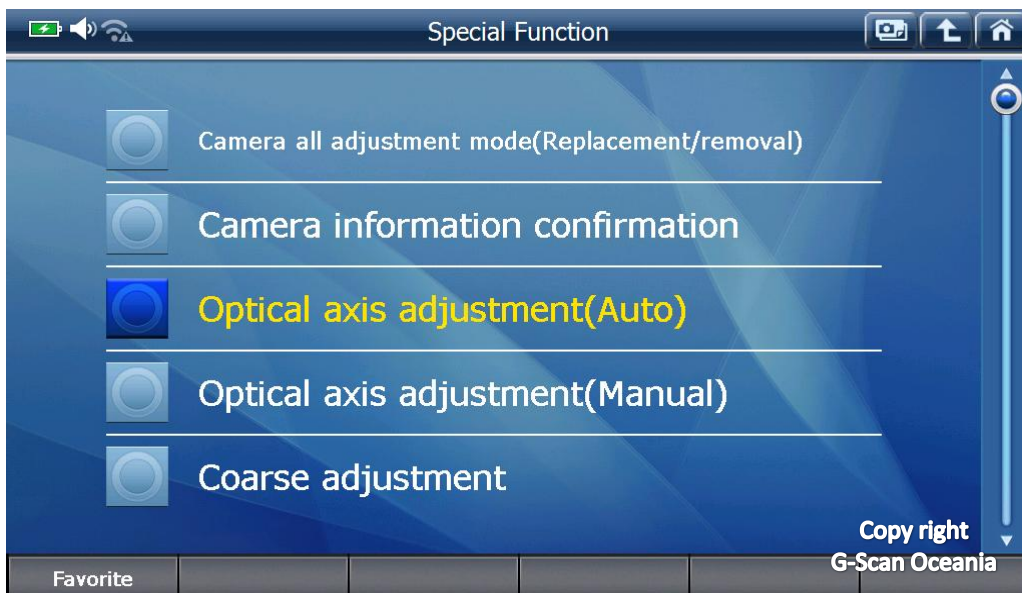 Special Function
Camera all adjustment mode(Replacement/removal)
Camera information confirmation
Optical axis adjustment(Auto)
Optical axis adjustment(Manual)
Coarse adjustment
Copy right
G-Scan Oceania
Favorite